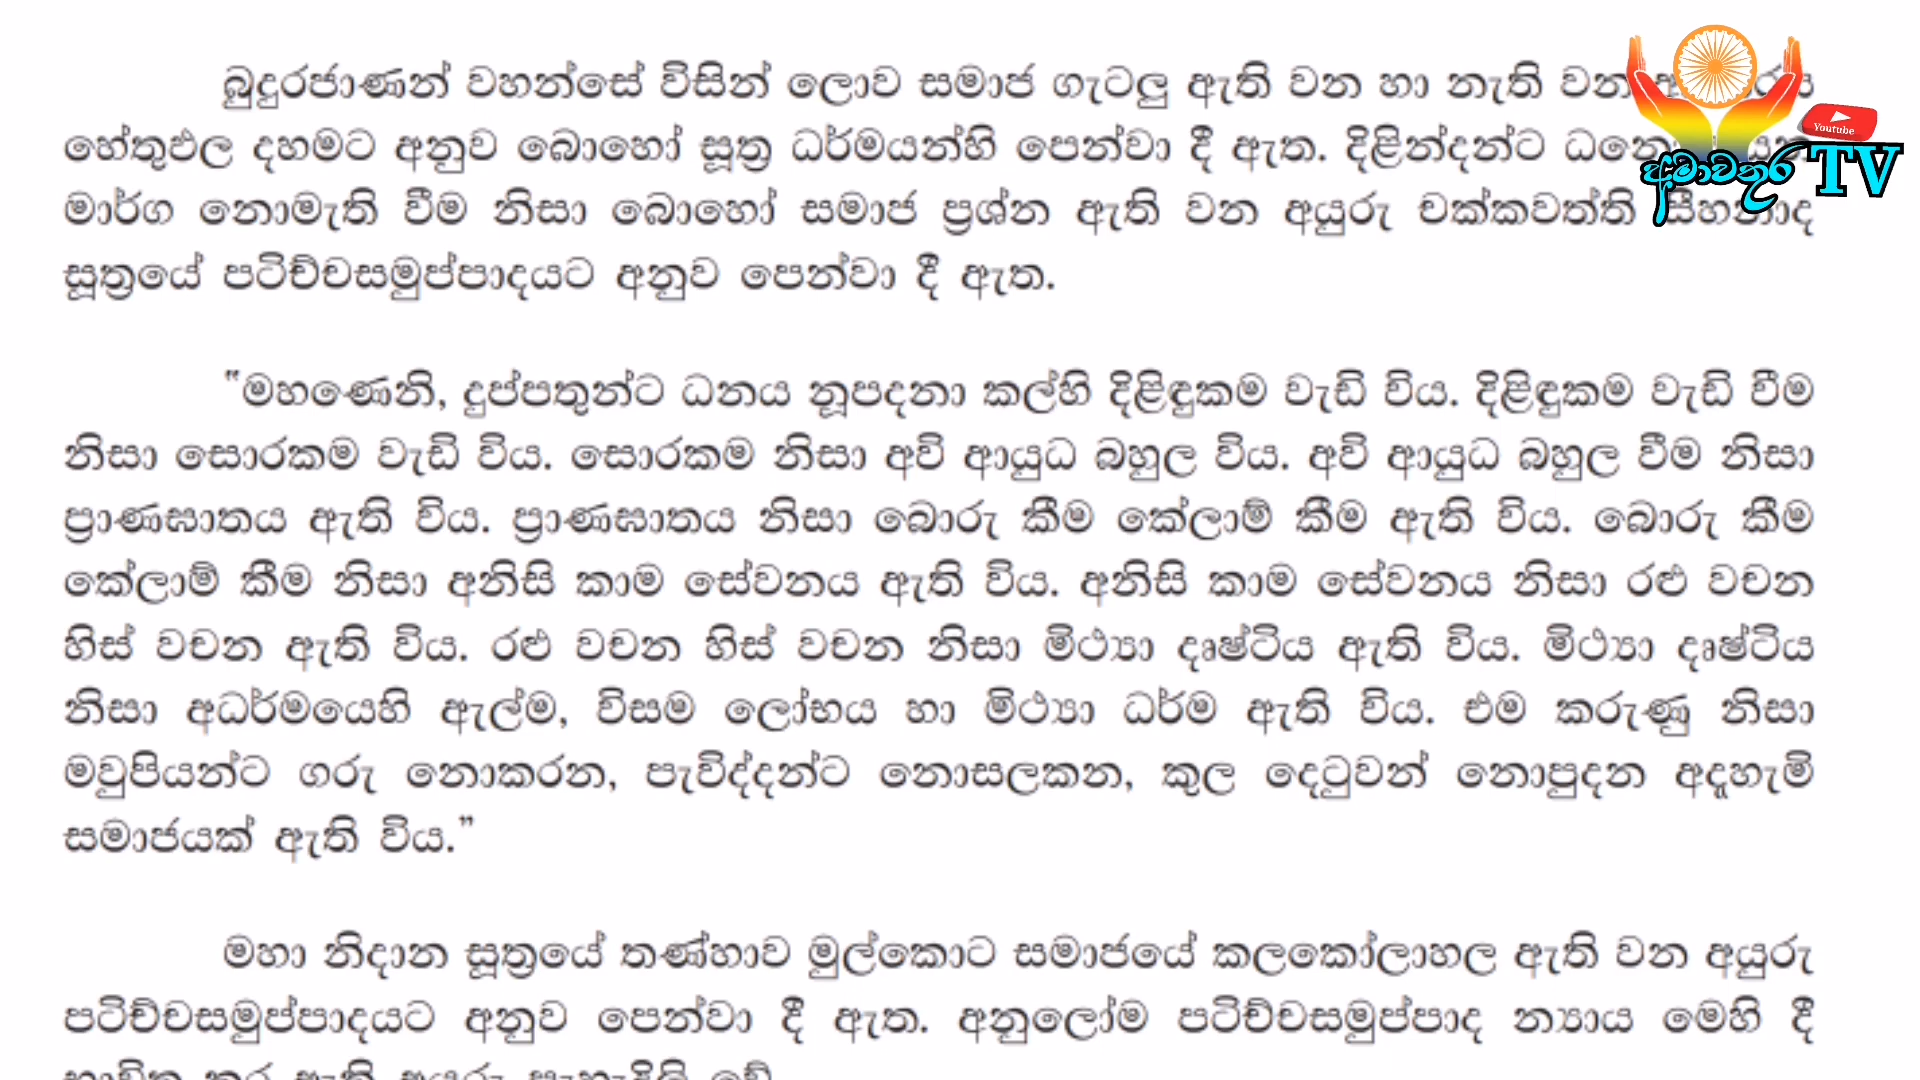 බුදුරජාණන් වහන්සේ විසින් ලොව සමාජ ගැටලු ඇති වන හා නැති වන
හේතුඵල දහමට අනුව බොහෝ සූත්‍ර ධර්මයන්හි පෙන්වා දී ඇත. දිළින්දන්ට
මාර්ග නොමැති වීම නිසා බොහෝ සමාජ ප්‍රශ්න ඇති වන අයුරු චක්කවත්ති සීහනාද
සූත්‍රයේ පටිච්චසමුප්පාදයට අනුව පෙන්වා දී ඇත.
“මහණෙනි, දුප්පතුන්ට ධනය නූපදනා කල්හි දිළිඳුකම වැඩි විය. දිළිඳුකම වැඩි වීම
නිසා සොරකම වැඩි විය. සොරකම නිසා අවි ආයුධ බහුල විය. අවි ආයුධ බහුල වීම නිසා
ප්‍රාණඝාතය ඇති විය. ප්‍රාණඝාතය නිසා බොරු කීම කේලාම් කීම ඇති විය. බොරු කීම
කේලාම් කීම නිසා අනිසි කාම සේවනය ඇති විය. අනිසි කාම සේවනය නිසා රළු වචන
හිස් වචන ඇති විය. රළු වචන හිස් වචන නිසා මිථ්‍යා දෘෂ්ටිය ඇති විය. මිථ්‍යා දෘෂ්ටිය
නිසා අධර්මයෙහි ඇල්ම, විසම ලෝභය හා මිථ්‍යා ධර්ම ඇති විය. එම කරුණු නිසා
මවුපියන්ට ගරු නොකරන, පැවිද්දන්ට නොසලකන, කුල දෙටුවන් නොපුදන අදැහැමි
සමාජයක් ඇති විය.”
මහා නිදාන සූත්‍රයේ තණ්හාව මුල්කොට සමාජයේ කලකෝලාහල ඇති වන අයුරු
පටිච්චසමුප්පාදයට අනුව පෙන්වා දී ඇත. අනුලෝම පටිච්චසමුප්පාද න්‍යාය මෙහි දී
Youtube
අමාවතුර TV